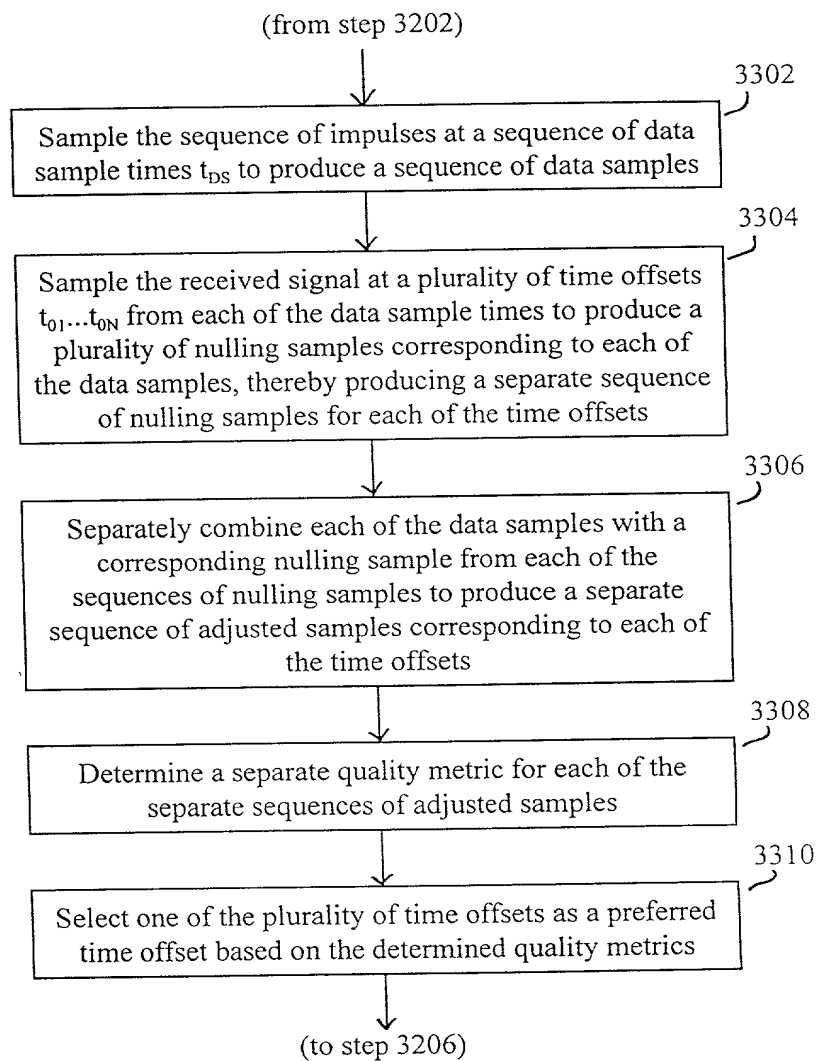 (from step 3202)
3302
Sample the sequence of impulses at a sequence of data
sample times tDS to produce a sequence of data samples
3304
Sample the received signal at a plurality of time offsets
t01...t0N from each of the data sample times to produce a
plurality of nulling samples corresponding to each of
the data samples, thereby producing a separate sequence
of nulling samples for each of the time offsets
3306
Separately combine each of the data samples with a
corresponding nulling sample from each of the
sequences of nulling samples to produce a separate
sequence of adjusted samples corresponding to each of
the time offsets
3308
Determine a separate quality metric for each of the
separate sequences of adjusted samples
3310
Select one of the plurality of time offsets as a preferred
time offset based on the determined quality metrics
(to step 3206)